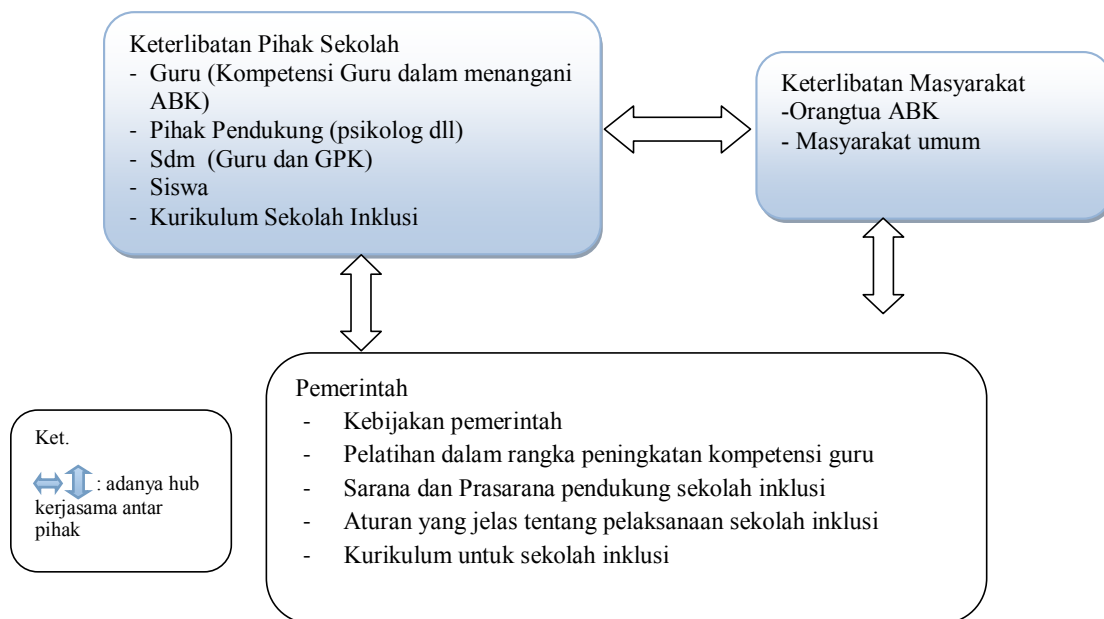 Keterlibatan Pihak Sekolah
- Guru (Kompetensi Guru dalam menangani
ABK)
- Pihak Pendukung (psikolog dll)
- Sdm (Guru dan GPK)
- Siswa
- Kurikulum Sekolah Inklusi
Keterlibatan Masyarakat
-Orangtua ABK
- Masyarakat umum
Pemerintah
- Kebijakan pemerintah
- Pelatihan dalam rangka peningkatan kompetensi guru
- Sarana dan Prasarana pendukung sekolah inklusi
- Aturan yang jelas tentang pelaksanaan sekolah inklusi
- Kurikulum untuk sekolah inklusi
Ket.
: adanya hub
kerjasama antar
pihak